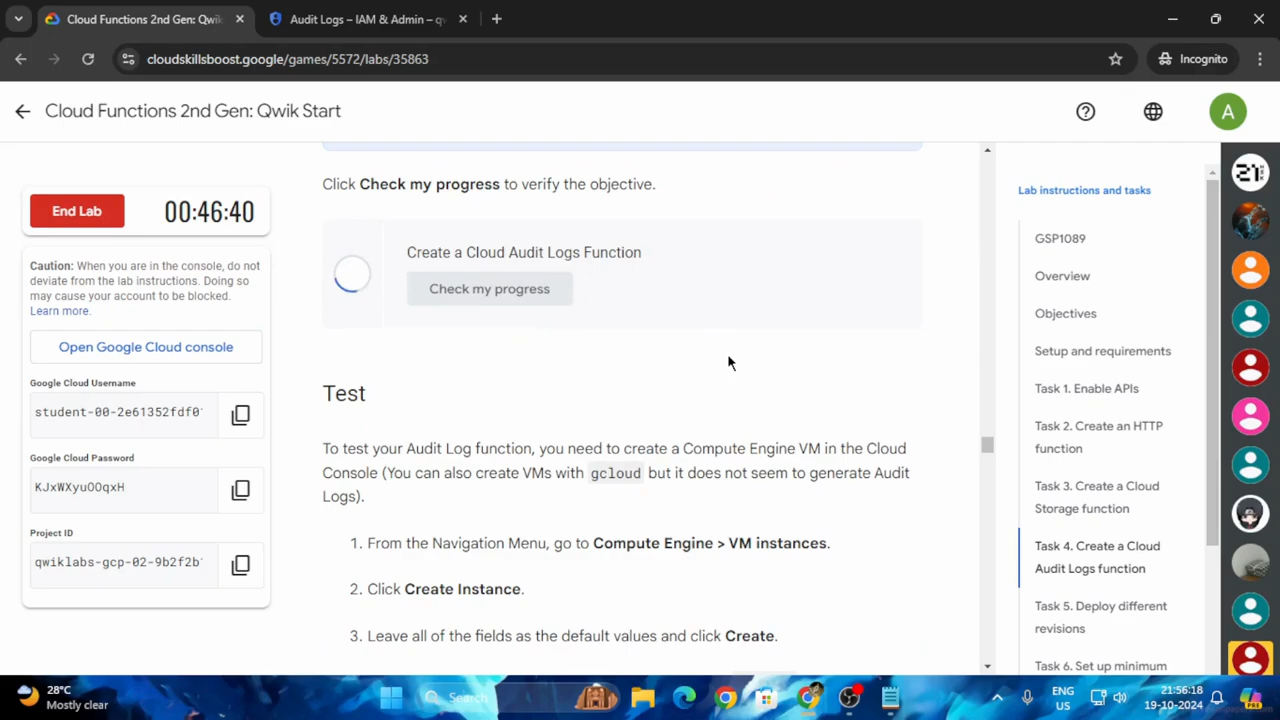 Cloud Functions 2nd Gen: Qwik
Audit Logs – IAM & Admin – q
cloudskillsboost.google/games/5572/labs/35863
Incognito
Cloud Functions 2nd Gen: Qwik Start
A
End Lab
00:46:40
Caution: When you are in the console, do not
deviate from the lab instructions. Doing so
may cause your account to be blocked.
Learn more.
Open Google Cloud console
Google Cloud Username
student-00-2e61352fdf0
Google Cloud Password
KJxWXyuOOqxH
Project ID
qwiklabs-gcp-02-9b2f2b
Click Check my progress to verify the objective.
Create a Cloud Audit Logs Function
Check my progress
Test
To test your Audit Log function, you need to create a Compute Engine VM in the Cloud
Console (You can also create VMs with gcloud but it does not seem to generate Audit
Logs).
1. From the Navigation Menu, go to Compute Engine > VM instances.
2. Click Create Instance.
3. Leave all of the fields as the default values and click Create.
Lab instructions and tasks
GSP1089
Overview
Objectives
Setup and requirements
Task 1. Enable APIs
Task 2. Create an HTTP
function
Task 3. Create a Cloud
Storage function
Task 4. Create a Cloud
Audit Logs function
Task 5. Deploy different
revisions
Task 6. Set up minimum
21
28°C
Mostly clear
Search
ENG
US
21:56:18
19-10-2024
PRE